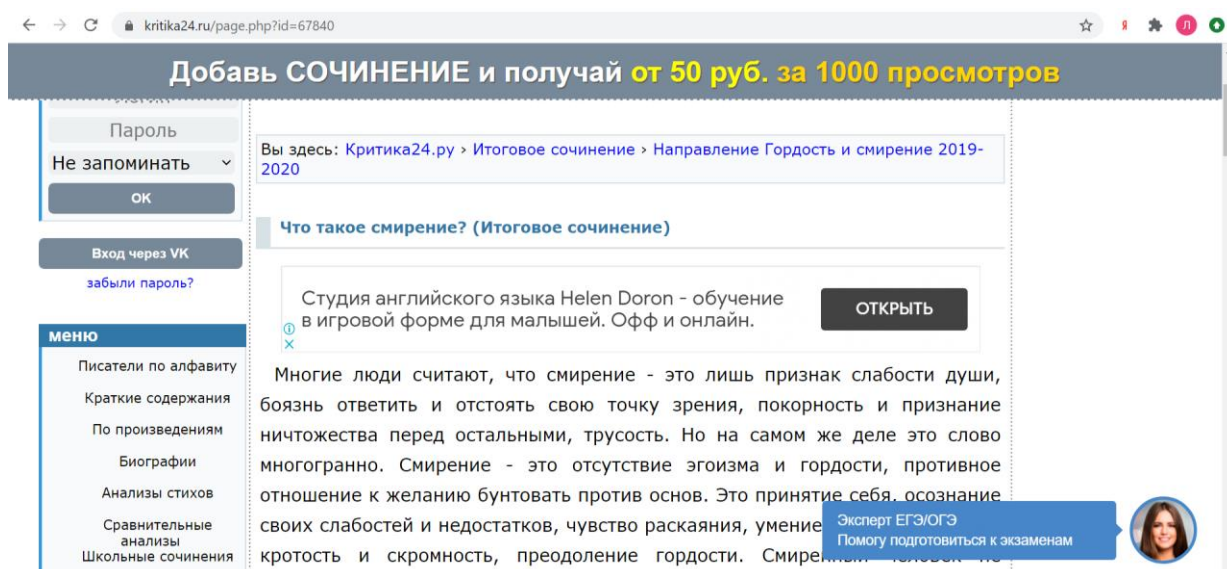 kritika24.ru/page.php?id=67840
Я
Л
Добавь СОЧИНЕНИЕ и получай от 50 руб. за 1000 просмотров
Пароль
Не запоминать
ОК
Вход через VK
забыли пароль?
меню
Писатели по алфавиту
Краткие содержания
По произведениям
Биографии
Анализы стихов
Сравнительные
анализы
Школьные сочинения
Вы здесь: Критика24.ру › Итоговое сочинение › Направление Гордость и смирение 2019-
2020
Что такое смирение? (Итоговое сочинение)
Студия английского языка Helen Doron - обучение
в игровой форме для малышей. Офф и онлайн.
ОТКРЫТЬ
Многие люди считают, что смирение - это лишь признак слабости души,
боязнь ответить и отстоять свою точку зрения, покорность и признание
ничтожества перед остальными, трусость. Но на самом же деле это слово
многогранно. Смирение - это отсутствие эгоизма и гордости, противное
отношение к желанию бунтовать против основ. Это принятие себя, осознание
своих слабостей и недостатков, чувство раскаяния, умение
кротость и скромность, преодоление гордости.
Эксперт ЕГЭ/ОГЭ
Помогу подготовиться к экзаменам